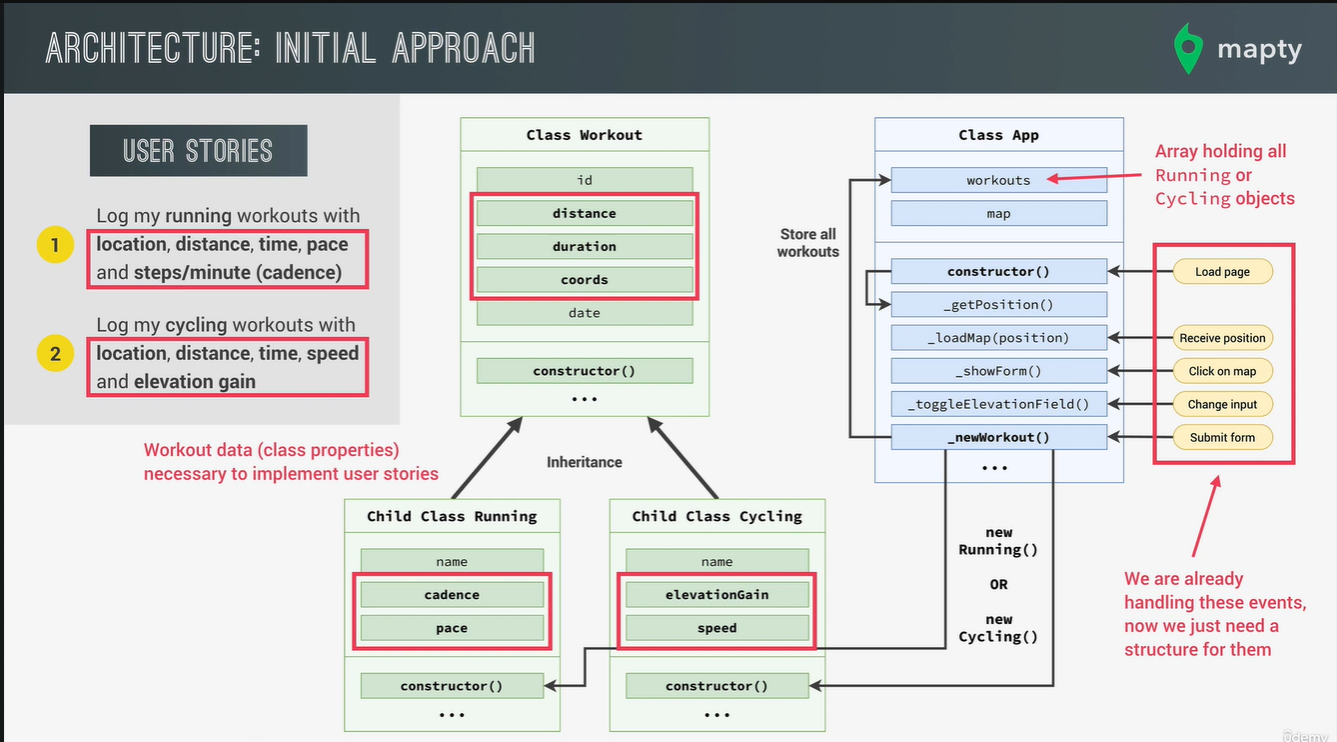 ARCHITECTURE: INITIAL APPROACH
mapty
USER STORIES
1
Log my running workouts with
location, distance, time, pace
and steps/minute (cadence)
2
Log my cycling workouts with
location, distance, time, speed
and elevation gain
Workout data (class properties)
necessary to implement user stories
Class Workout
id
distance
duration
coords
date
constructor()
...
Inheritance
Child Class Running
name
cadence
pace
constructor()
...
Child Class Cycling
name
elevationGain
speed
constructor()
...
Class App
workouts
map
constructor()
_getPosition()
_loadMap(position)
_showForm()
_toggleElevationField()
_newWorkout()
...
Store all
workouts
new
Running()
OR
new
Cycling()
Array holding all
Running or
Cycling objects
Load page
Receive position
Click on map
Change input
Submit form
We are already
handling these events,
now we just need a
structure for them
ûdemy